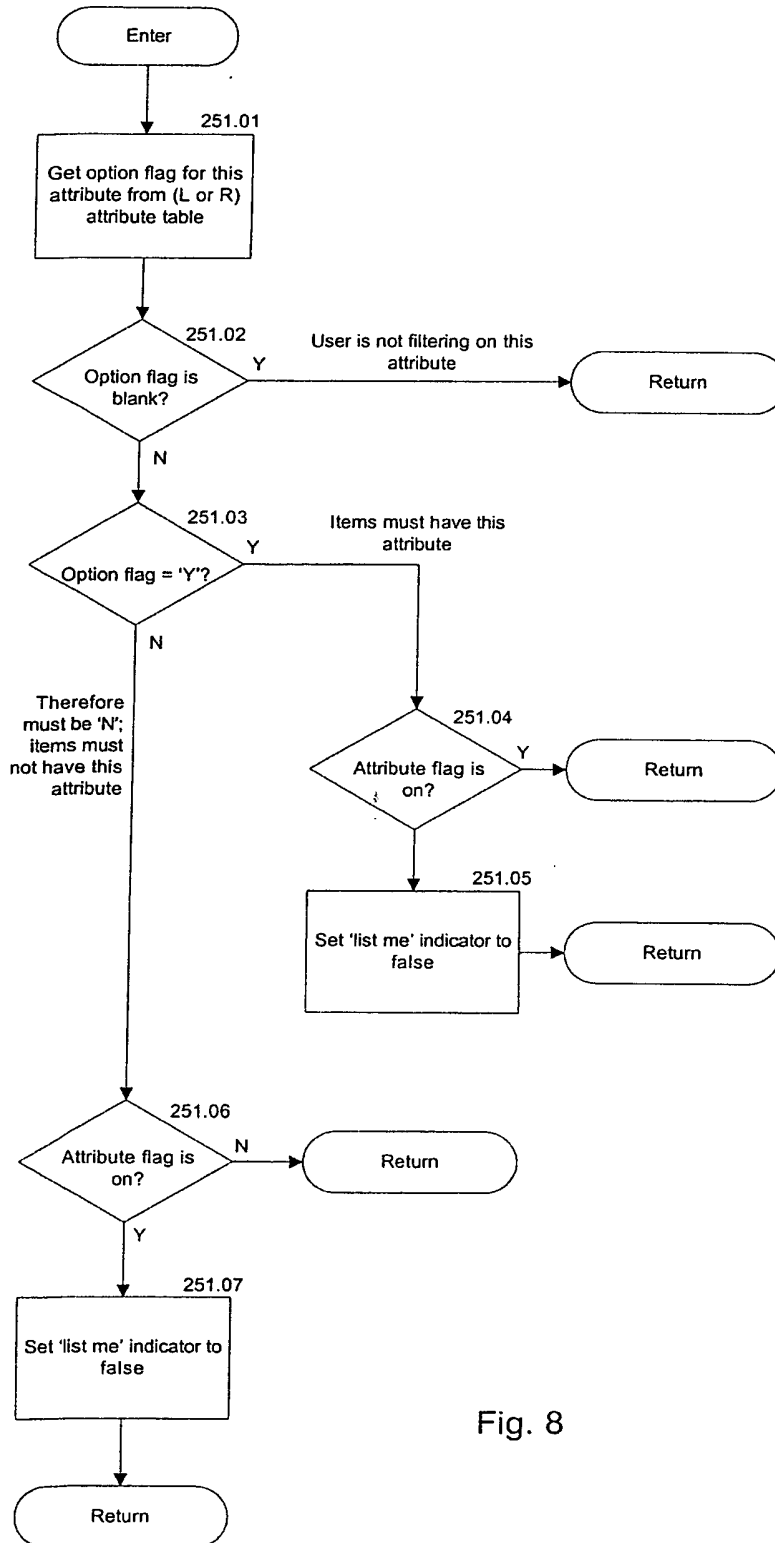 Enter
251.01
Get option flag for this
attribute from (L or R)
attribute table
251.02
Option flag is
blank?
Y
User is not filtering on this
attribute
Return
N
251.03
Option flag = 'Y'?
Y
Items must have this
attribute
N
Therefore
must be 'N';
items must
not have this
attribute
251.04
Attribute flag is
on?
Y
Return
251.05
Set 'list me' indicator to
false
Return
251.06
Attribute flag is
on?
N
Return
Y
251.07
Set 'list me' indicator to
false
Return
Fig. 8